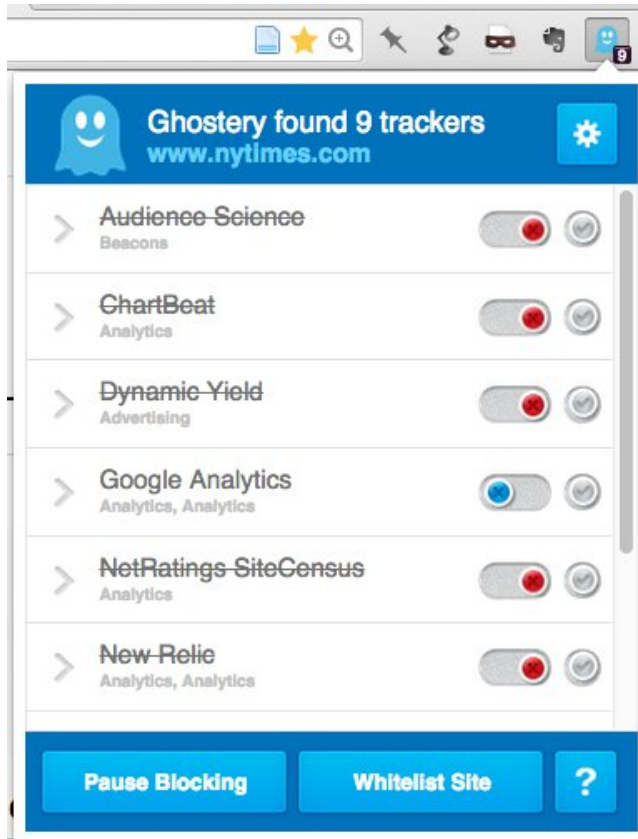 9
Ghostery found 9 trackers
www.nytimes.com
Audience Science
Beacons
ChartBeat
Analytics
Dynamic Yield
Advertising
Google Analytics
Analytics, Analytics
NetRatings SiteCensus
Analytics
New Relic
Analytics, Analytics
Pause Blocking
Whitelist Site
?